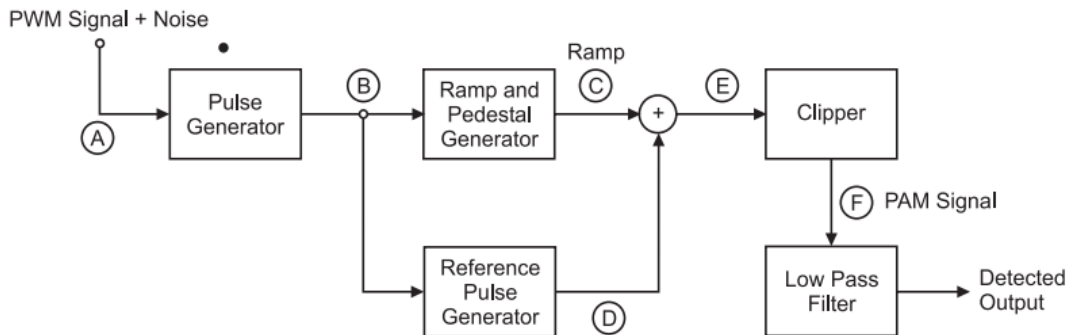 PWM Signal + Noise
A
Pulse
Generator
B
Ramp and
Pedestal
Generator
Ramp
C
+
E
Clipper
F
PAM Signal
Reference
Pulse
Generator
D
Low Pass
Filter
Detected
Output